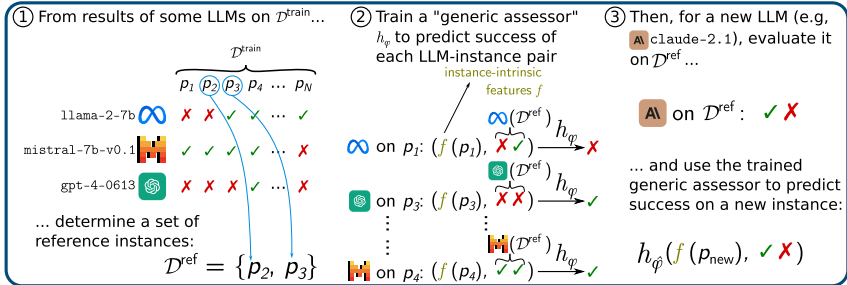 ① From results of some LLMs on 𝒟^train...
𝒟^train
p₁ p₂ p₃ p₄ ... p_N
llama-2-7b ✗ ✗ ✓ ✓ ... ✓
mistral-7b-v0.1 ✓ ✓ ✓ ✓ ... ✗
gpt-4-0613 ✗ ✗ ✗ ✓ ... ✗
... determine a set of
reference instances:
𝒟^ref = {p₂, p₃}
② Train a "generic assessor"
h_φ to predict success of
each LLM-instance pair
instance-intrinsic
features f
(𝒟^ref)
on p₁: (f(p₁), ✗✓) h_φ ✗
(𝒟^ref)
on p₃: (f(p₃), ✗✗) h_φ ✓
(𝒟^ref)
on p₄: (f(p₄), ✓✓) h_φ ✓
③ Then, for a new LLM (e.g,
claude-2.1), evaluate it
on 𝒟^ref ...
AI on 𝒟^ref: ✓✗
... and use the trained
generic assessor to predict
success on a new instance:
h_φ̂(f(p_new), ✓✗)